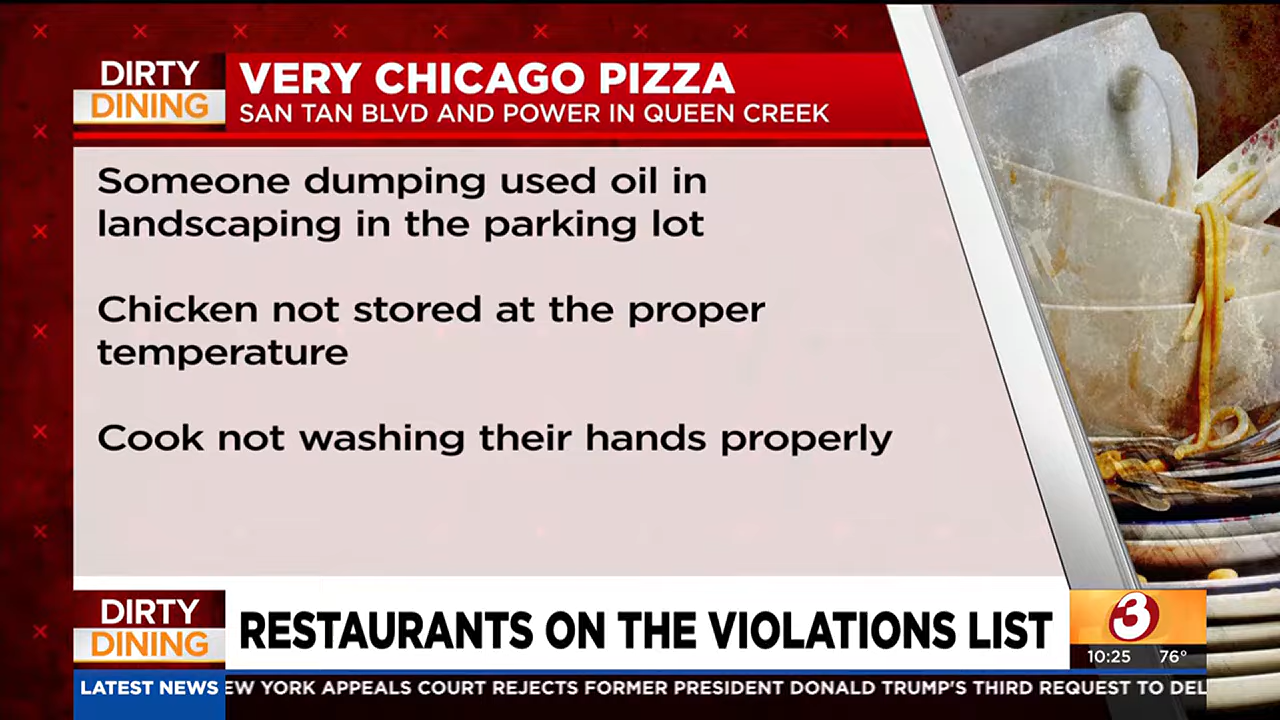 DIRTY
DINING
VERY CHICAGO PIZZA
SAN TAN BLVD AND POWER IN QUEEN CREEK
Someone dumping used oil in
landscaping in the parking lot
Chicken not stored at the proper
temperature
Cook not washing their hands properly
DIRTY
DINING
RESTAURANTS ON THE VIOLATIONS LIST
3
10:25 76°
LATEST NEWS EW YORK APPEALS COURT REJECTS FORMER PRESIDENT DONALD TRUMP'S THIRD REQUEST TO DEL